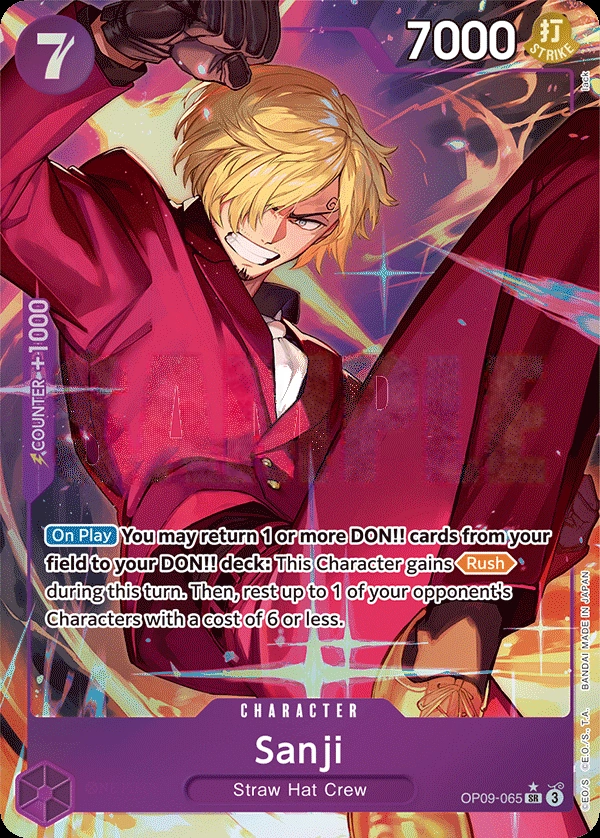 7
7000
打
STRIKE
lack
COUNTER +1000
SAMPLE
On Play You may return 1 or more DON!! cards from your
field to your DON!! deck: This Character gains Rush
during this turn. Then, rest up to 1 of your opponent's
Characters with a cost of 6 or less.
CHARACTER
Sanji
Straw Hat Crew
OP09-065 SR 3
©E.O./S. ©E.O./S., T.A. BANDAI MADE IN JAPAN